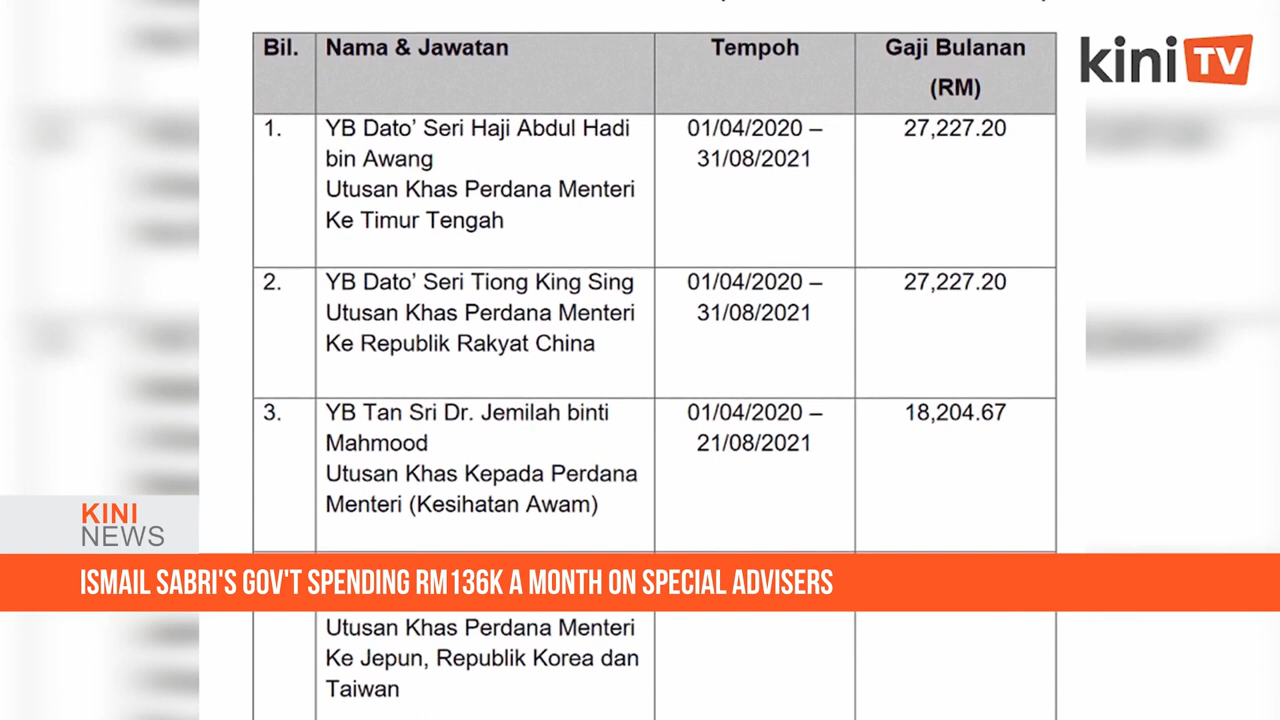 Bil.
Nama & Jawatan
Tempoh
Gaji Bulanan
(RM)
kini TV
1.
YB Dato’ Seri Haji Abdul Hadi
bin Awang
Utusan Khas Perdana Menteri
Ke Timur Tengah
01/04/2020 –
31/08/2021
27,227.20
2.
YB Dato’ Seri Tiong King Sing
Utusan Khas Perdana Menteri
Ke Republik Rakyat China
01/04/2020 –
31/08/2021
27,227.20
3.
YB Tan Sri Dr. Jemilah binti
Mahmood
Utusan Khas Kepada Perdana
Menteri (Kesihatan Awam)
01/04/2020 –
21/08/2021
18,204.67
KINI
NEWS
ISMAIL SABRI'S GOV'T SPENDING RM136K A MONTH ON SPECIAL ADVISERS
Utusan Khas Perdana Menteri
Ke Jepun, Republik Korea dan
Taiwan